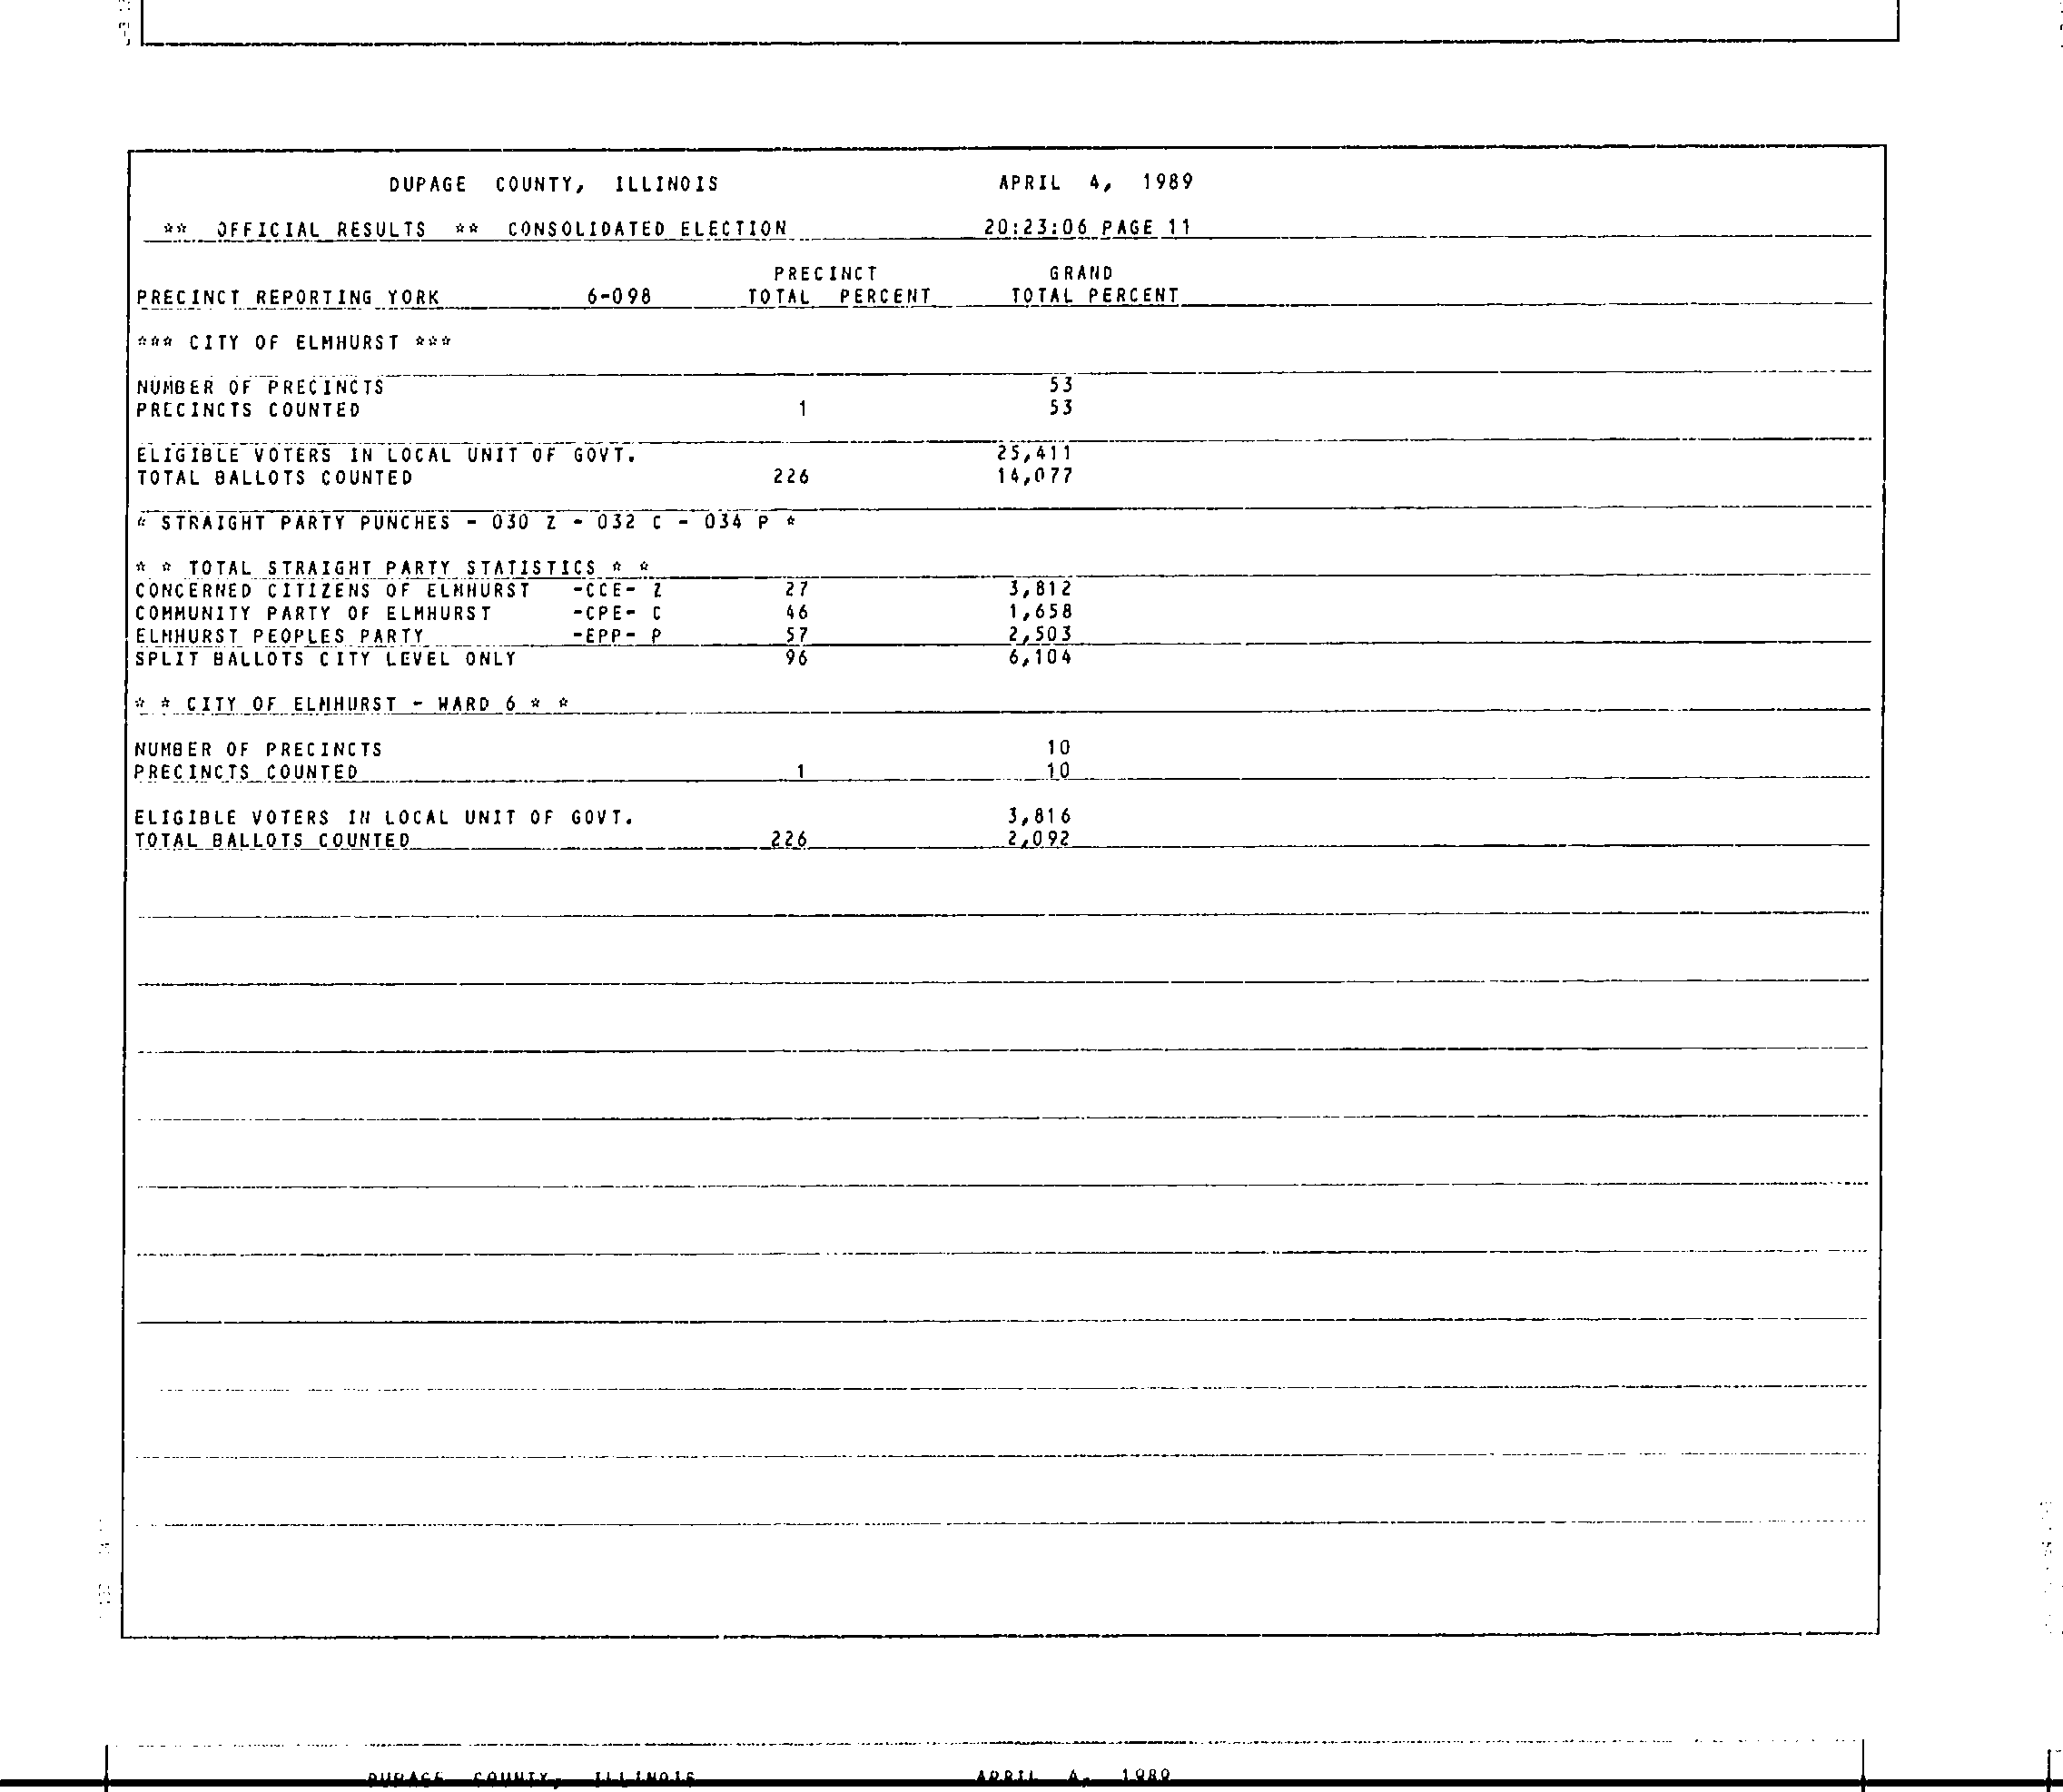 DUPAGE COUNTY, ILLINOIS APRIL 4, 1989
** OFFICIAL RESULTS ** CONSOLIDATED ELECTION 20:23:06 PAGE 11
PRECINCT GRAND
PRECINCT REPORTING YORK 6-098 TOTAL PERCENT TOTAL PERCENT
*** CITY OF ELMHURST ***
NUMBER OF PRECINCTS 53
PRECINCTS COUNTED 1 53
ELIGIBLE VOTERS IN LOCAL UNIT OF GOVT. 25,411
TOTAL BALLOTS COUNTED 226 14,077
* STRAIGHT PARTY PUNCHES - 030 Z - 032 C - 034 P *
* * TOTAL STRAIGHT PARTY STATISTICS * *
CONCERNED CITIZENS OF ELMHURST -CCE- Z 27 3,812
COMMUNITY PARTY OF ELMHURST -CPE- C 46 1,658
ELMHURST PEOPLES PARTY -EPP- P 57 2,503
SPLIT BALLOTS CITY LEVEL ONLY 96 6,104
* * CITY OF ELMHURST - WARD 6 * *
NUMBER OF PRECINCTS 10
PRECINCTS COUNTED 1 10
ELIGIBLE VOTERS IN LOCAL UNIT OF GOVT. 3,816
TOTAL BALLOTS COUNTED 226 2,092
DUPAGE COUNTY, ILLINOIS APRIL 4, 1989